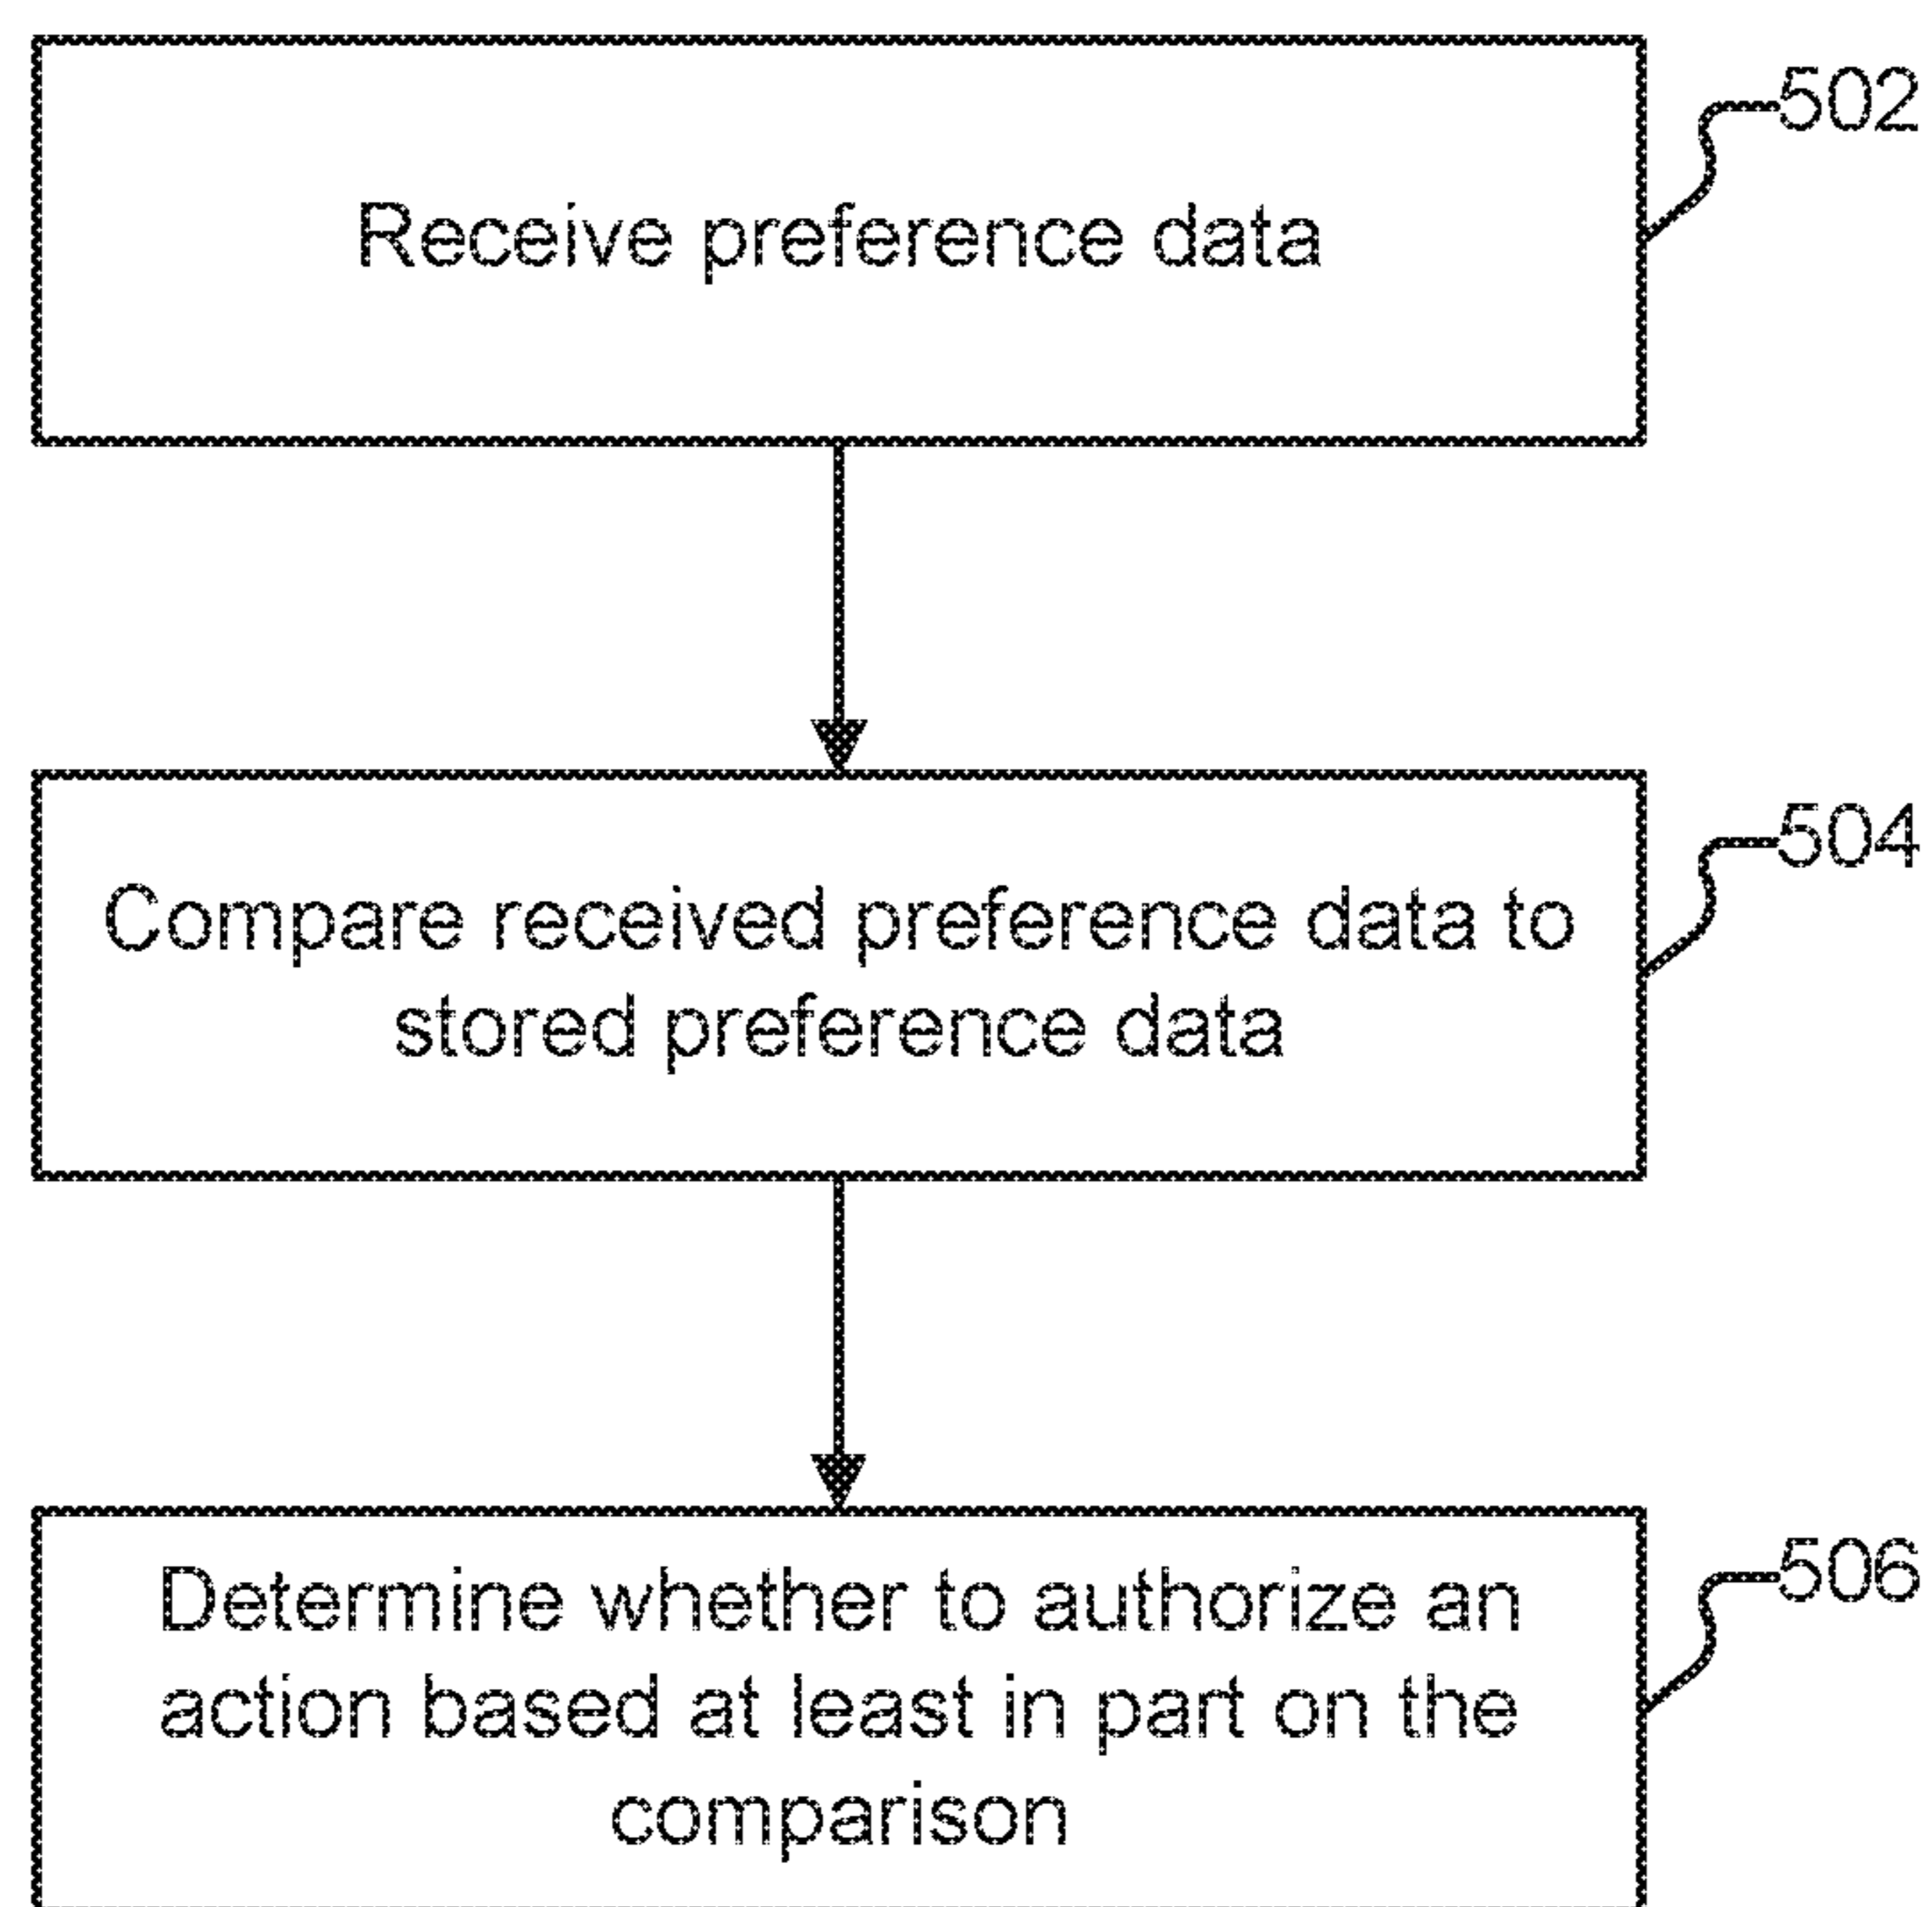 502
Receive preference data
504
Compare received preference data to
stored preference data
506
Determine whether to authorize an
action based at least in part on the
comparison